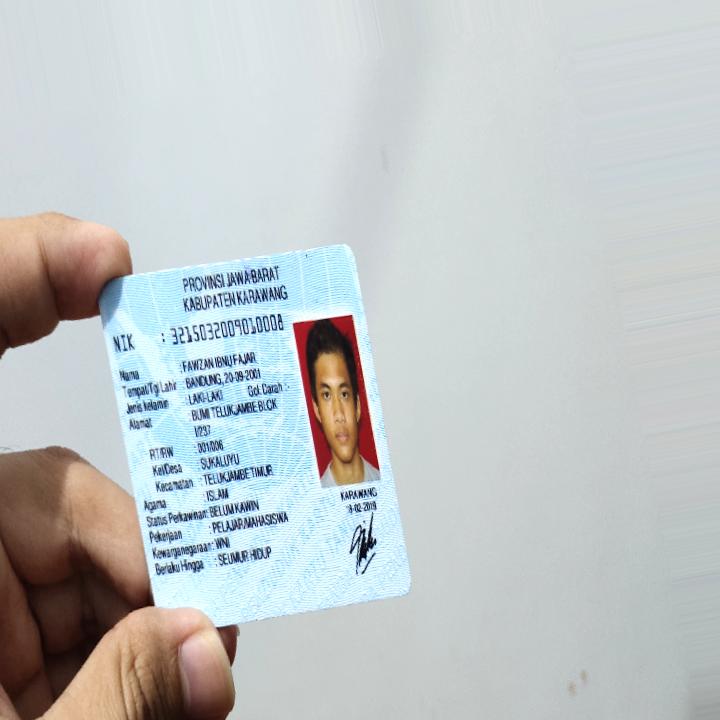 PROVINSI JAWA BARAT
KABUPATEN KARAWANG
NIK : 3215032009010008
Nama : FAWZAN IBNU FAJAR
Tempat/Tgl Lahir : BANDUNG, 20-09-2001
Jenis kelamin : LAKI-LAKI Gol. Darah : -
Alamat : BUMI TELUKJAMBE BLOK
I/237
RT/RW : 001/006
Kel/Desa : SUKALUYU
Kecamatan : TELUKJAMBE TIMUR
Agama : ISLAM
Status Perkawinan: BELUM KAWIN
Pekerjaan : PELAJAR/MAHASISWA
Kewarganegaraan: WNI
Berlaku Hingga : SEUMUR HIDUP
KARAWANG
-02-2019